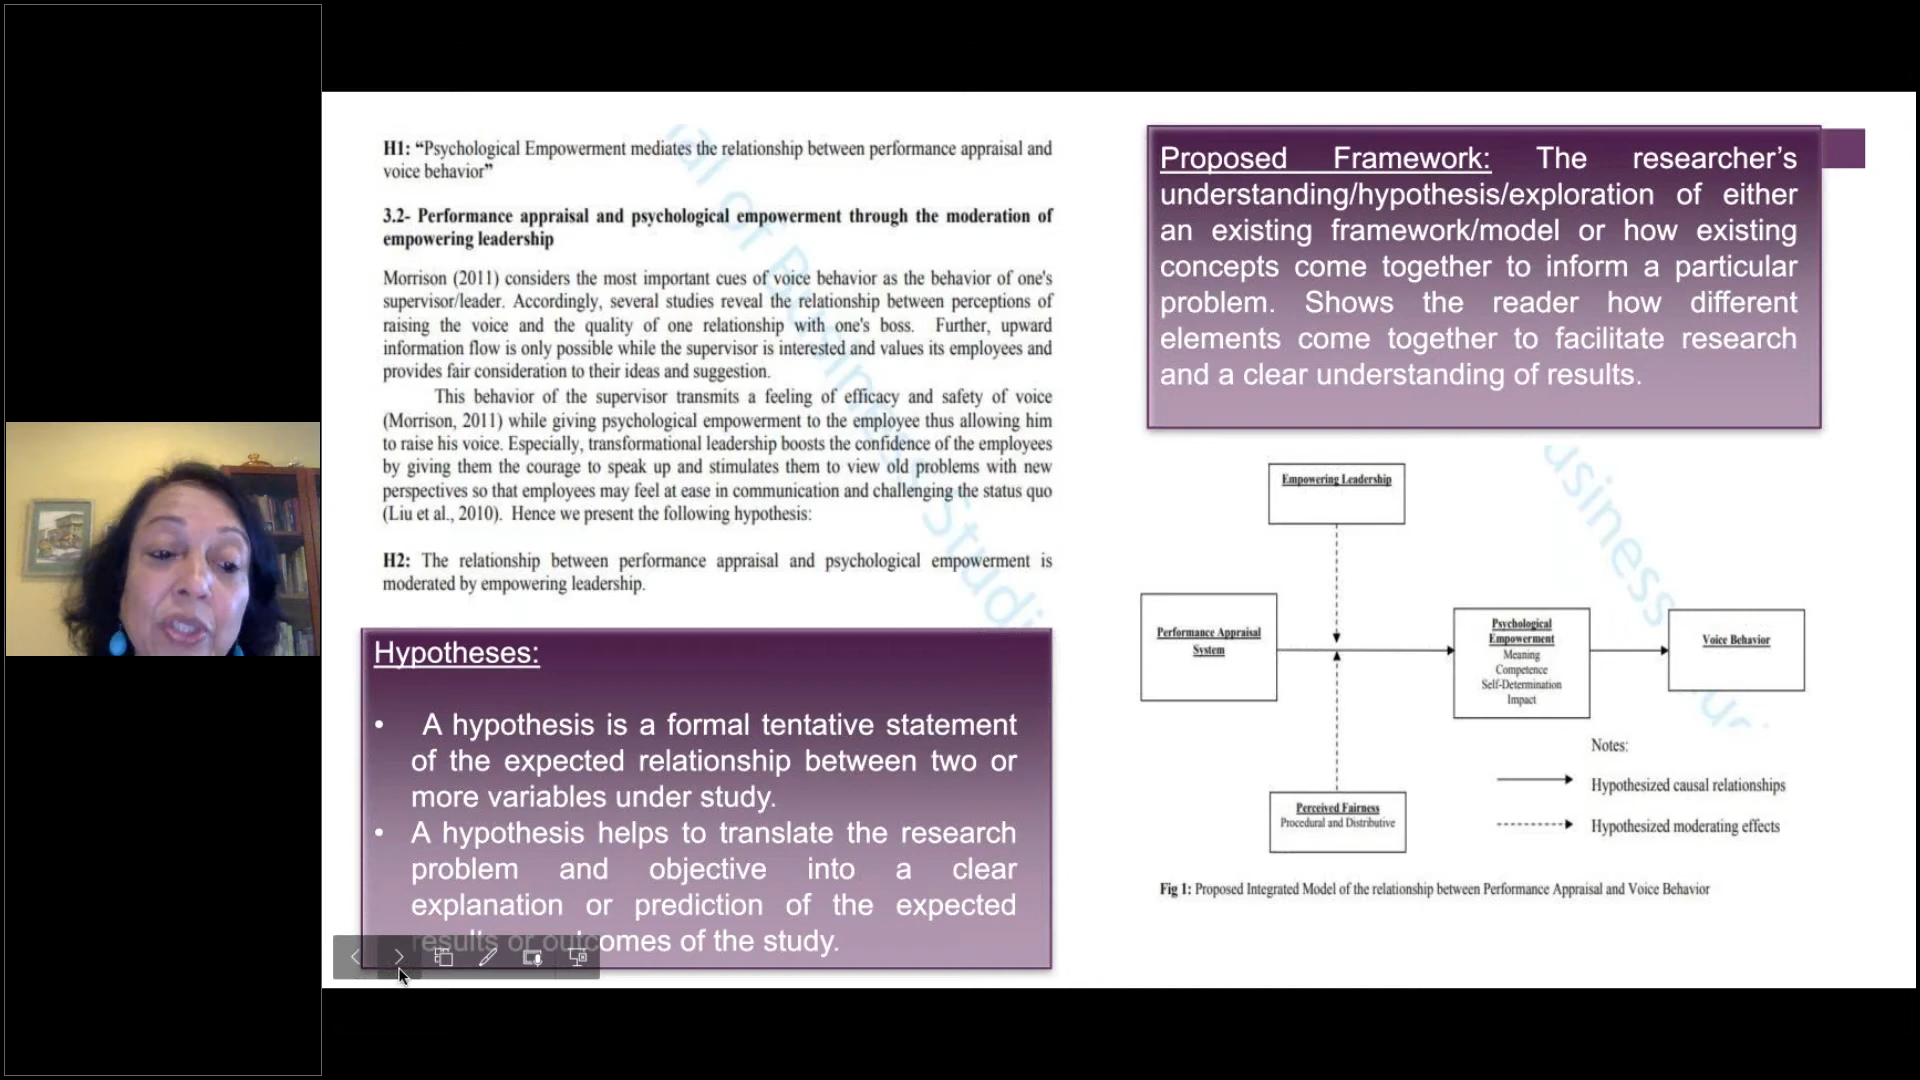 H1: “Psychological Empowerment mediates the relationship between performance appraisal and
voice behavior”
3.2- Performance appraisal and psychological empowerment through the moderation of
empowering leadership
Morrison (2011) considers the most important cues of voice behavior as the behavior of one's
supervisor/leader. Accordingly, several studies reveal the relationship between perceptions of
raising the voice and the quality of one relationship with one's boss. Further, upward
information flow is only possible while the supervisor is interested and values its employees and
provides fair consideration to their ideas and suggestion.
This behavior of the supervisor transmits a feeling of efficacy and safety of voice
(Morrison, 2011) while giving psychological empowerment to the employee thus allowing him
to raise his voice. Especially, transformational leadership boosts the confidence of the employees
by giving them the courage to speak up and stimulates them to view old problems with new
perspectives so that employees may feel at ease in communication and challenging the status quo
(Liu et al., 2010). Hence we present the following hypothesis:
H2: The relationship between performance appraisal and psychological empowerment is
moderated by empowering leadership.
Hypotheses:
• A hypothesis is a formal tentative statement
of the expected relationship between two or
more variables under study.
• A hypothesis helps to translate the research
problem and objective into a clear
explanation or prediction of the expected
results or outcomes of the study.
Proposed Framework: The researcher’s
understanding/hypothesis/exploration of either
an existing framework/model or how existing
concepts come together to inform a particular
problem. Shows the reader how different
elements come together to facilitate research
and a clear understanding of results.
Empowering Leadership
Performance Appraisal
System
Psychological
Empowerment
Meaning
Competence
Self-Determination
Impact
Voice Behavior
Perceived Fairness
Procedural and Distributive
Notes:
Hypothesized causal relationships
Hypothesized moderating effects
Fig 1: Proposed Integrated Model of the relationship between Performance Appraisal and Voice Behavior